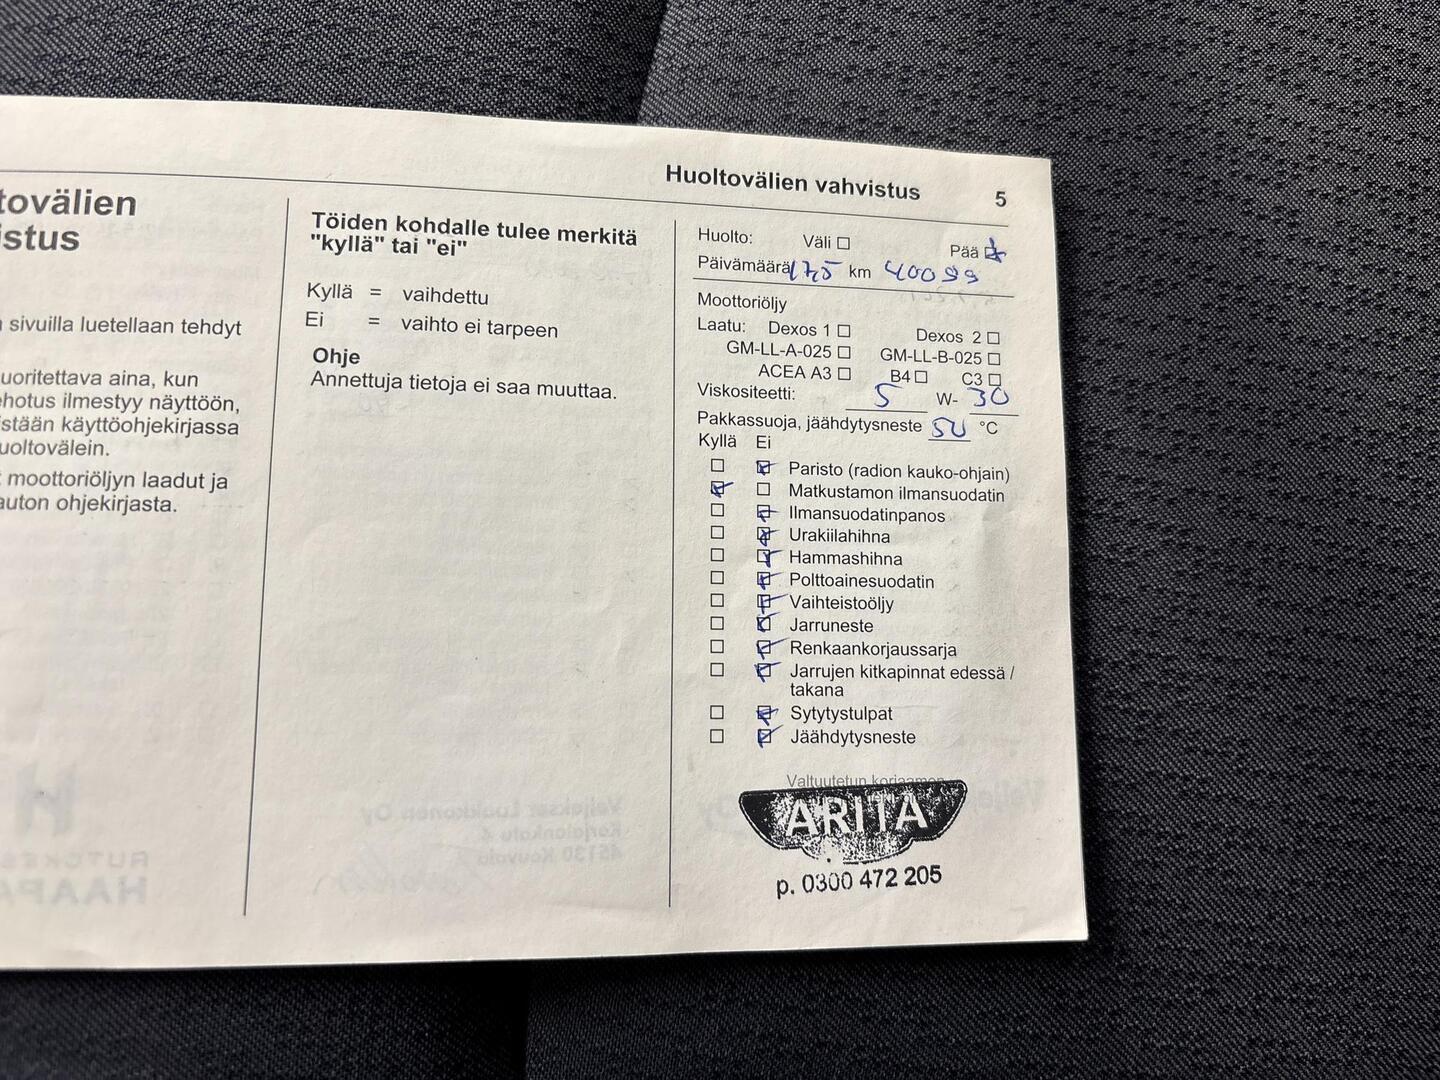 Huoltovälien vahvistus 5
tovälien
istus
sivuilla luetellaan tehdyt
uoritettava aina, kun
ehotus ilmestyy näyttöön,
istään käyttöohjekirjassa
uoltovälein.
moottoriöljyn laadut ja
auton ohjekirjasta.
Töiden kohdalle tulee merkitä
"kyllä" tai "ei"
Kyllä = vaihdettu
Ei = vaihto ei tarpeen
Ohje
Annettuja tietoja ei saa muuttaa.
Huolto: Väli ☐ Pää ☒
Päivämäärä 17,5 km 40099
Moottoriöljy
Laatu: Dexos 1 ☐ Dexos 2 ☐
GM-LL-A-025 ☐ GM-LL-B-025 ☐
ACEA A3 ☐ B4 ☐ C3 ☐
Viskositeetti: 5 W- 30
Pakkassuoja, jäähdytysneste 50 °C
Kyllä Ei
☐ ☒ Paristo (radion kauko-ohjain)
☒ ☐ Matkustamon ilmansuodatin
☐ ☒ Ilmansuodatinpanos
☐ ☒ Urakiilahihna
☐ ☒ Hammashihna
☐ ☒ Polttoainesuodatin
☐ ☒ Vaihteistoöljy
☐ ☒ Jarruneste
☐ ☒ Renkaankorjaussarja
☐ ☒ Jarrujen kitkapinnat edessä /
takana
☐ ☒ Sytytystulpat
☐ ☒ Jäähdytysneste
Valtuutetun korjaamon
ARITA
p. 0300 472 205